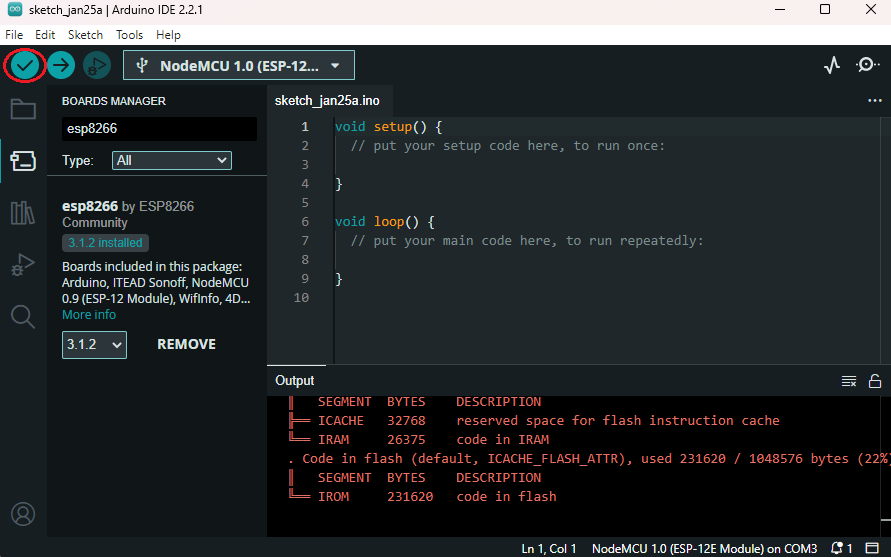 sketch_jan25a | Arduino IDE 2.2.1
File Edit Sketch Tools Help
NodeMCU 1.0 (ESP-12...
BOARDS MANAGER
esp8266
Type: All
esp8266 by ESP8266
Community
3.1.2 installed
Boards included in this package:
Arduino, ITEAD Sonoff, NodeMCU
0.9 (ESP-12 Module), WifInfo, 4D...
More info
3.1.2 REMOVE
sketch_jan25a.ino
1 void setup() {
2 // put your setup code here, to run once:
3
4 }
5
6 void loop() {
7 // put your main code here, to run repeatedly:
8
9 }
10
Output
║ SEGMENT BYTES DESCRIPTION
╠══ ICACHE 32768 reserved space for flash instruction cache
╚══ IRAM 26375 code in IRAM
. Code in flash (default, ICACHE_FLASH_ATTR), used 231620 / 1048576 bytes (22%)
║ SEGMENT BYTES DESCRIPTION
╚══ IROM 231620 code in flash
Ln 1, Col 1 NodeMCU 1.0 (ESP-12E Module) on COM3 1